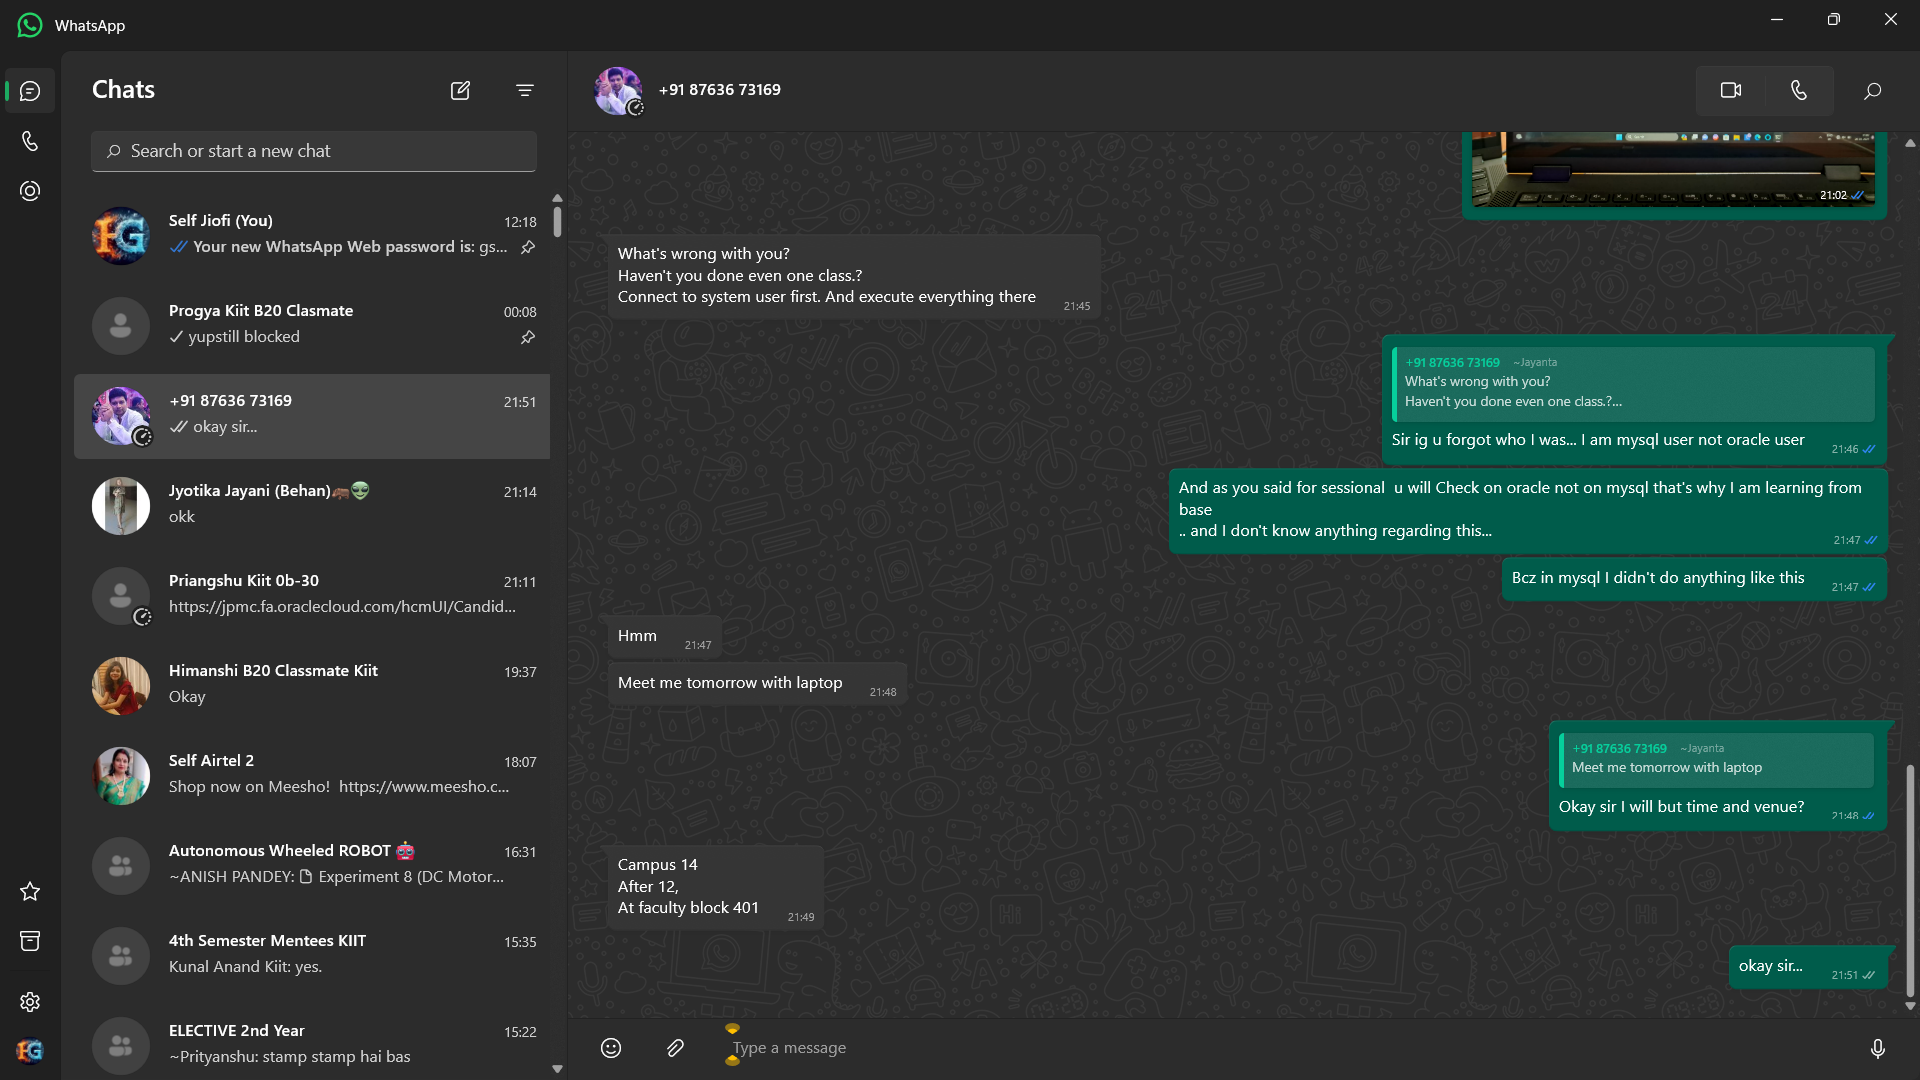 WhatsApp
Chats
Search or start a new chat
Self Jiofi (You)
12:18
Your new WhatsApp Web password is: gs...
Progya Kiit B20 Clasmate
00:08
yupstill blocked
+91 87636 73169
21:51
okay sir...
Jyotika Jayani (Behan)🐂👽
21:14
okk
Priangshu Kiit 0b-30
21:11
https://jpmc.fa.oraclecloud.com/hcmUI/Candid...
Himanshi B20 Classmate Kiit
19:37
Okay
Self Airtel 2
18:07
Shop now on Meesho!  https://www.meesho.c...
Autonomous Wheeled ROBOT 🤖
16:31
~ANISH PANDEY: Experiment 8 (DC Motor...
4th Semester Mentees KIIT
15:35
Kunal Anand Kiit: yes.
ELECTIVE 2nd Year
15:22
~Prityanshu: stamp stamp hai bas
+91 87636 73169
21:02
What's wrong with you?
Haven't you done even one class.?
Connect to system user first. And execute everything there
21:45
+91 87636 73169 ~Jayanta
What's wrong with you?
Haven't you done even one class.?...
Sir ig u forgot who I was... I am mysql user not oracle user
21:46
And as you said for sessional  u will Check on oracle not on mysql that's why I am learning from
base
.. and I don't know anything regarding this...
21:47
Bcz in mysql I didn't do anything like this
21:47
Hmm
21:47
Meet me tomorrow with laptop
21:48
+91 87636 73169 ~Jayanta
Meet me tomorrow with laptop
Okay sir I will but time and venue?
21:48
Campus 14
After 12,
At faculty block 401
21:49
okay sir...
21:51
Type a message